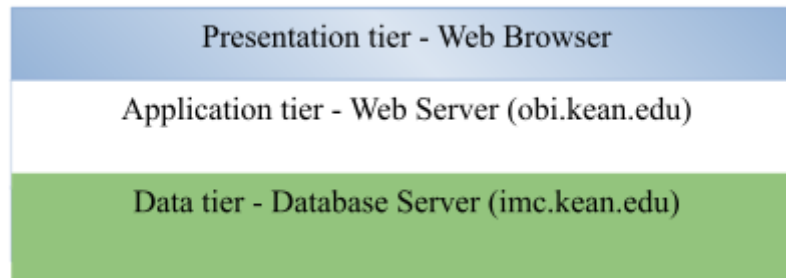 Presentation tier - Web Browser
Application tier - Web Server (obi.kean.edu)
Data tier - Database Server (imc.kean.edu)